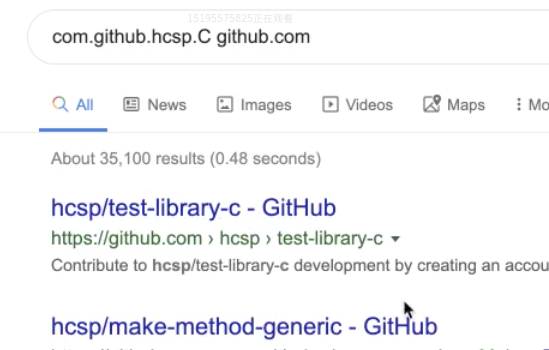 15195575825正在观看
com.github.hcsp.C github.com
All News Images Videos Maps Mo
About 35,100 results (0.48 seconds)
hcsp/test-library-c - GitHub
https://github.com › hcsp › test-library-c
Contribute to hcsp/test-library-c development by creating an accou
hcsp/make-method-generic - GitHub